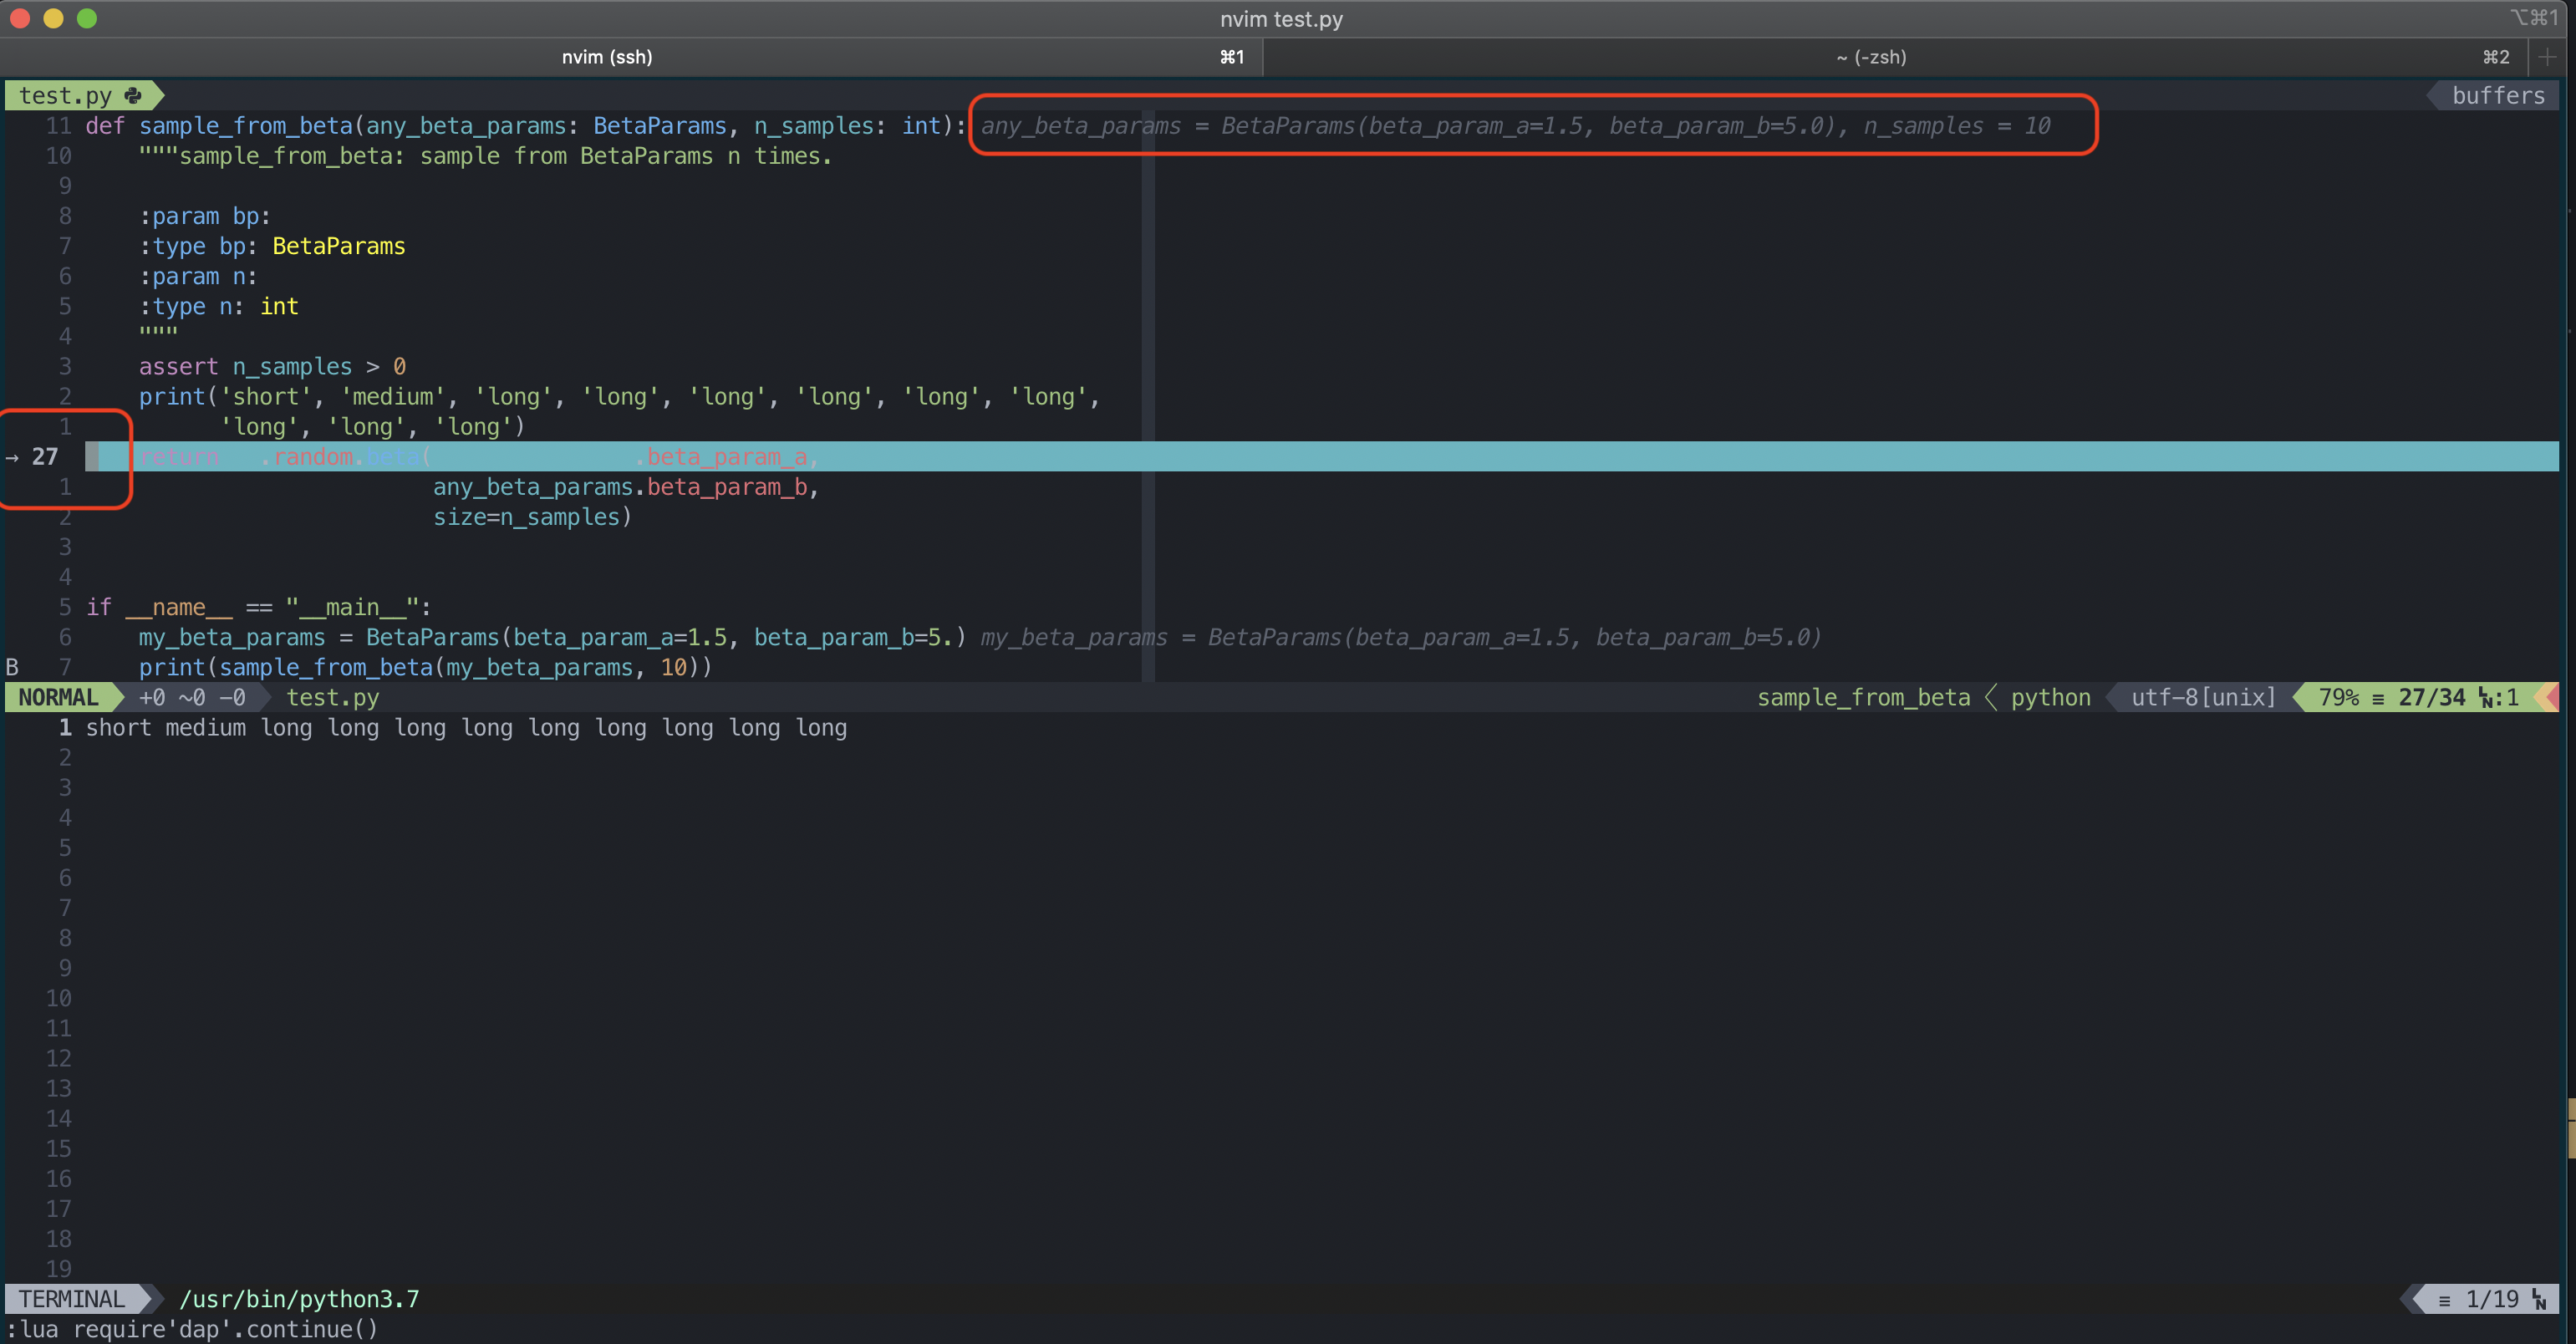 nvim test.py
⌥⌘1
nvim (ssh) ⌘1 ~ (-zsh) ⌘2 +
test.py buffers
11 def sample_from_beta(any_beta_params: BetaParams, n_samples: int): any_beta_params = BetaParams(beta_param_a=1.5, beta_param_b=5.0), n_samples = 10
10 """sample_from_beta: sample from BetaParams n times.
9
8 :param bp:
7 :type bp: BetaParams
6 :param n:
5 :type n: int
4 """
3 assert n_samples > 0
2 print('short', 'medium', 'long', 'long', 'long', 'long', 'long', 'long',
1 'long', 'long', 'long')
→ 27 return .random.beta( .beta_param_a,
1 any_beta_params.beta_param_b,
2 size=n_samples)
3
4
5 if __name__ == "__main__":
6 my_beta_params = BetaParams(beta_param_a=1.5, beta_param_b=5.) my_beta_params = BetaParams(beta_param_a=1.5, beta_param_b=5.0)
B 7 print(sample_from_beta(my_beta_params, 10))
NORMAL +0 ~0 -0 test.py sample_from_beta python utf-8[unix] 79% ≡ 27/34 :1
1 short medium long long long long long long long long long
2
3
4
5
6
7
8
9
10
11
12
13
14
15
16
17
18
19
TERMINAL /usr/bin/python3.7 ≡ 1/19
:lua require'dap'.continue()